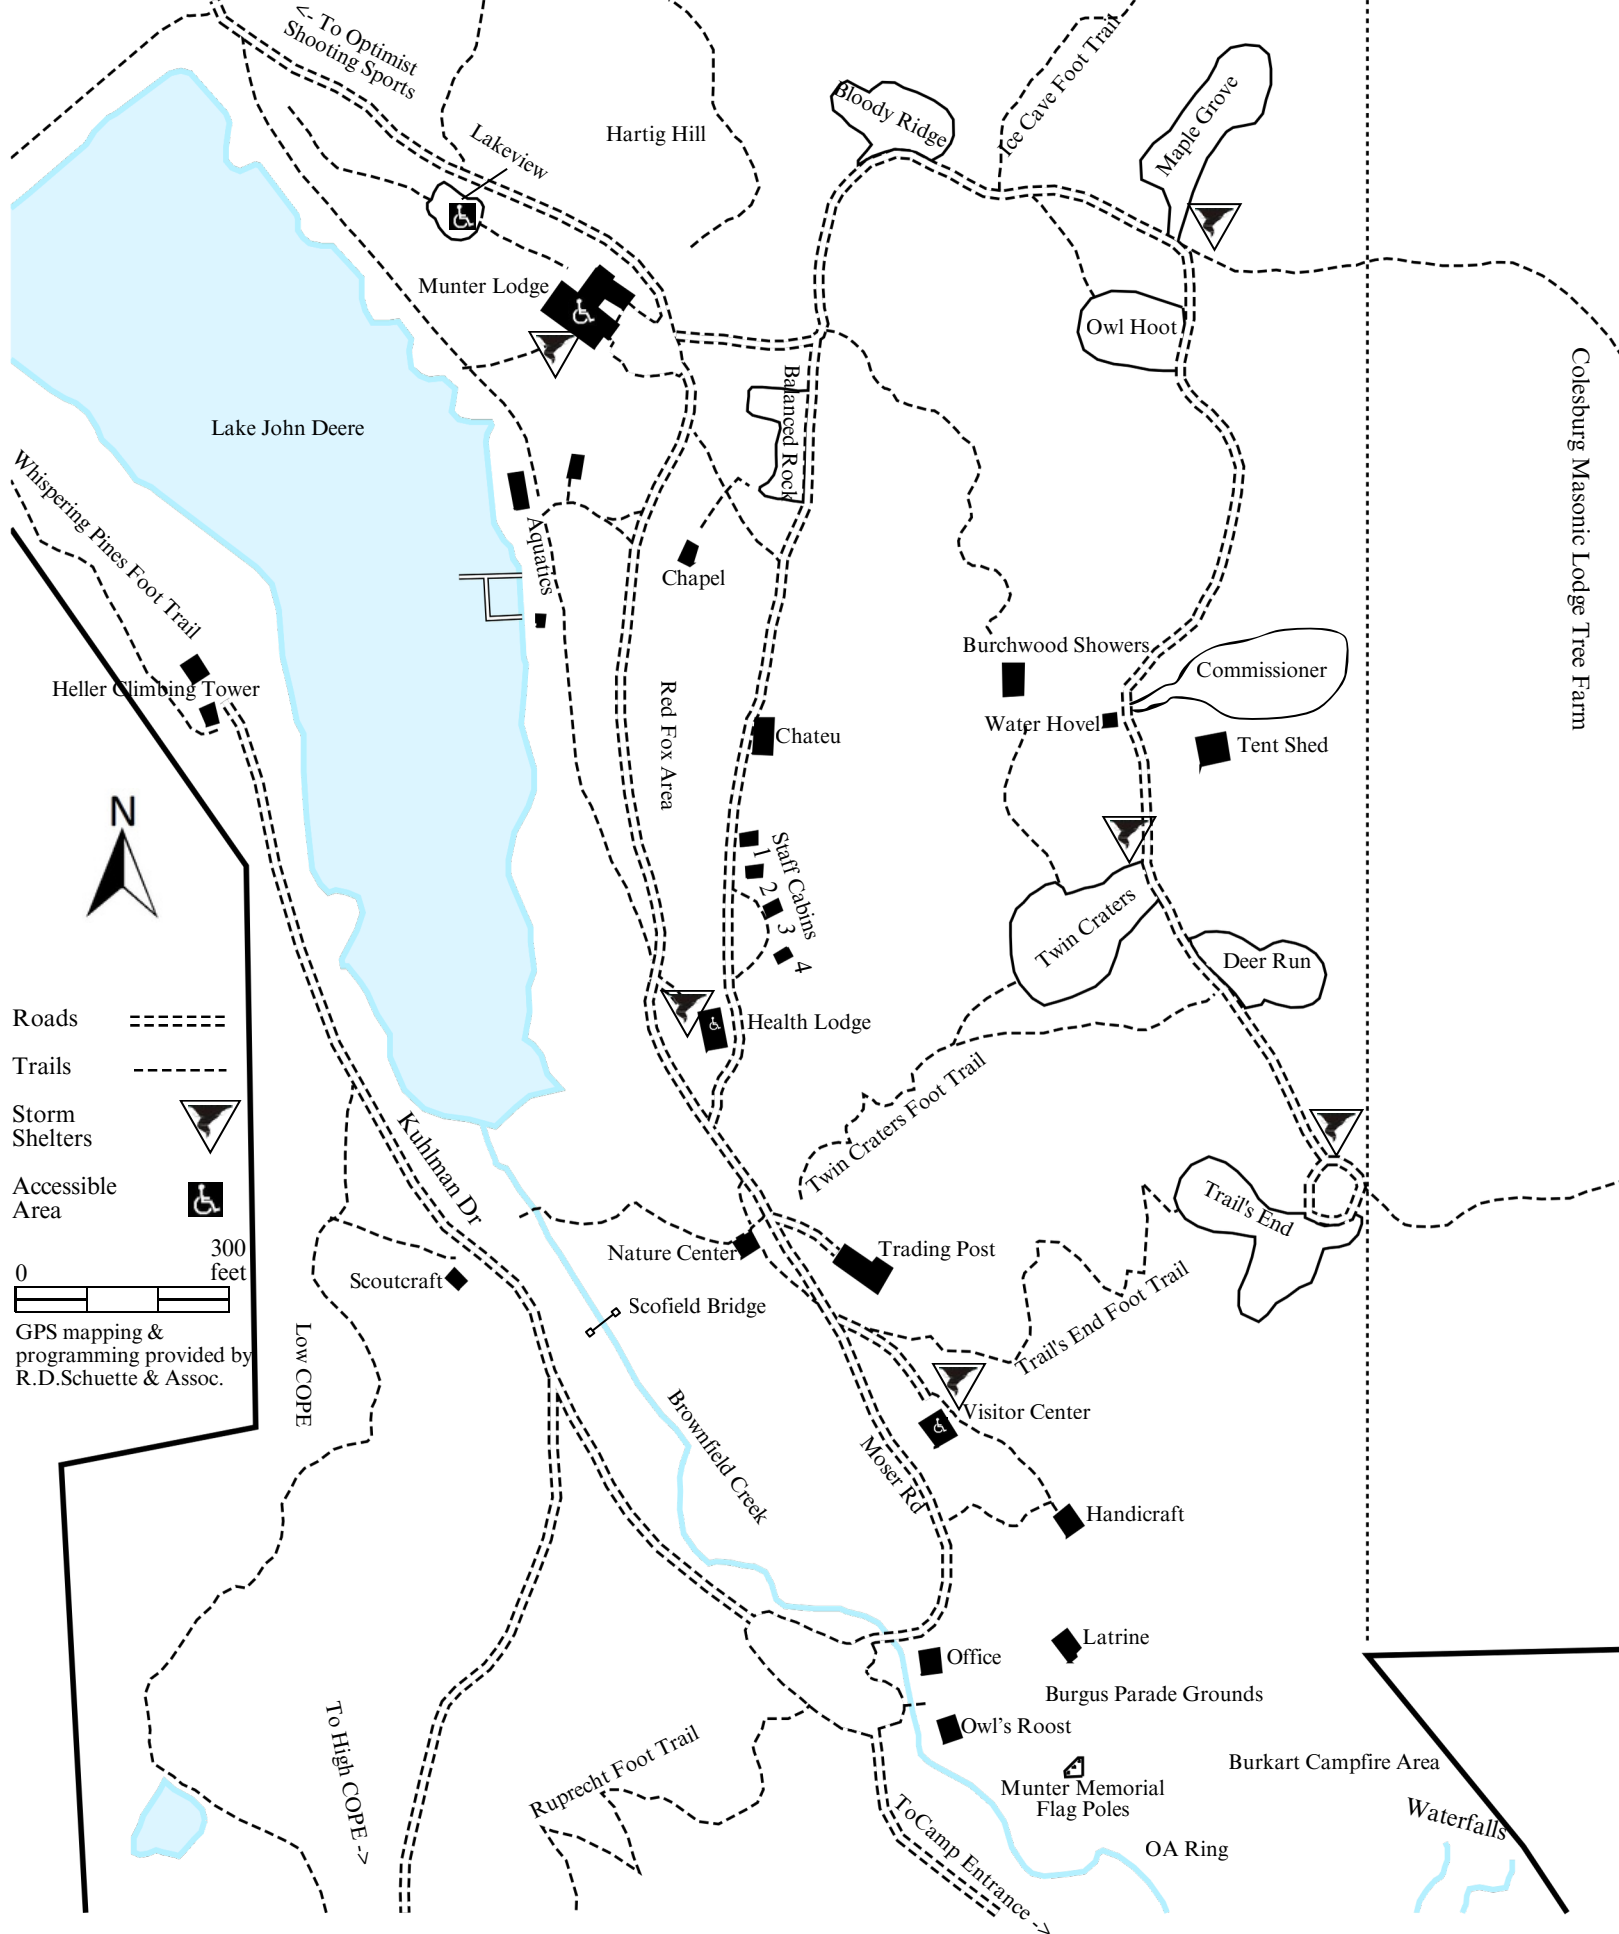 <- To Optimist
Shooting Sports
Lakeview
Hartig Hill
Bloody Ridge
Ice Cave Foot Trail
Maple Grove
Munter Lodge
Owl Hoot
Balanced Rock
Lake John Deere
Colesburg Masonic Lodge Tree Farm
Whispering Pines Foot Trail
Aquatics
Chapel
Burchwood Showers
Commissioner
Heller Climbing Tower
Red Fox Area
Water Hovel
Chateu
Tent Shed
N
Staff Cabins
1
2
3
4
Twin Craters
Deer Run
Roads
Health Lodge
Trails
Twin Craters Foot Trail
Storm
Shelters
Kuhlman Dr
Accessible
Area
Trail's End
0
300
feet
Nature Center
Trading Post
Scoutcraft
Scofield Bridge
Trail's End Foot Trail
GPS mapping &
programming provided by
R.D.Schuette & Assoc.
Low COPE
Brownfield Creek
Visitor Center
Moser Rd
Handicraft
Latrine
Office
Burgus Parade Grounds
Owl's Roost
To High COPE ->
Ruprecht Foot Trail
Burkart Campfire Area
Munter Memorial
Flag Poles
ToCamp Entrance ->
Waterfalls
OA Ring